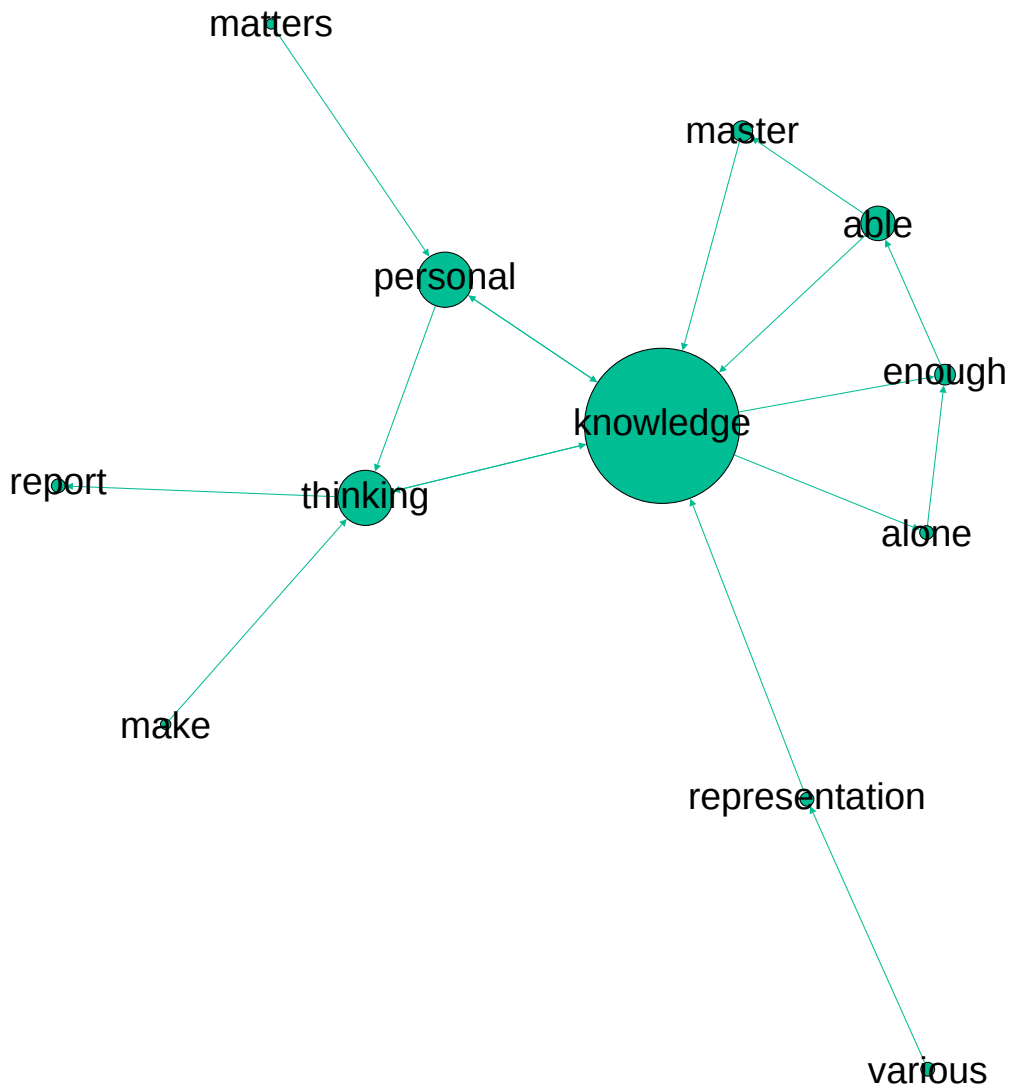 matters
master
able
personal
enough
knowledge
report
thinking
alone
make
representation
various